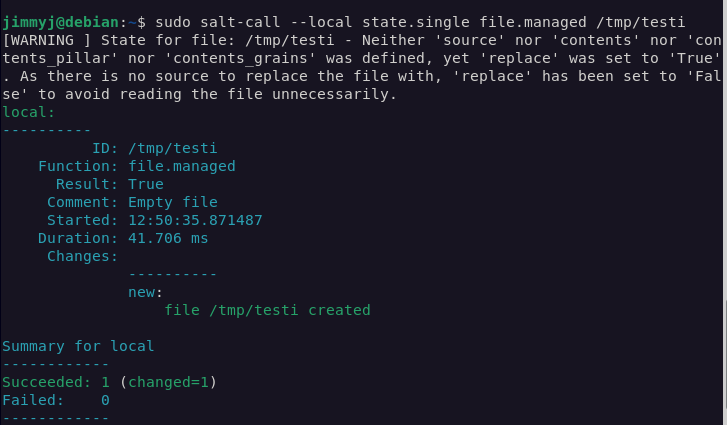 jimmyj@debian:~$ sudo salt-call --local state.single file.managed /tmp/testi
[WARNING ] State for file: /tmp/testi - Neither 'source' nor 'contents' nor 'con
tents_pillar' nor 'contents_grains' was defined, yet 'replace' was set to 'True'
. As there is no source to replace the file with, 'replace' has been set to 'Fal
se' to avoid reading the file unnecessarily.
local:
----------
          ID: /tmp/testi
    Function: file.managed
      Result: True
     Comment: Empty file
     Started: 12:50:35.871487
    Duration: 41.706 ms
     Changes:
              ----------
              new:
                  file /tmp/testi created

Summary for local
------------
Succeeded: 1 (changed=1)
Failed:    0
------------